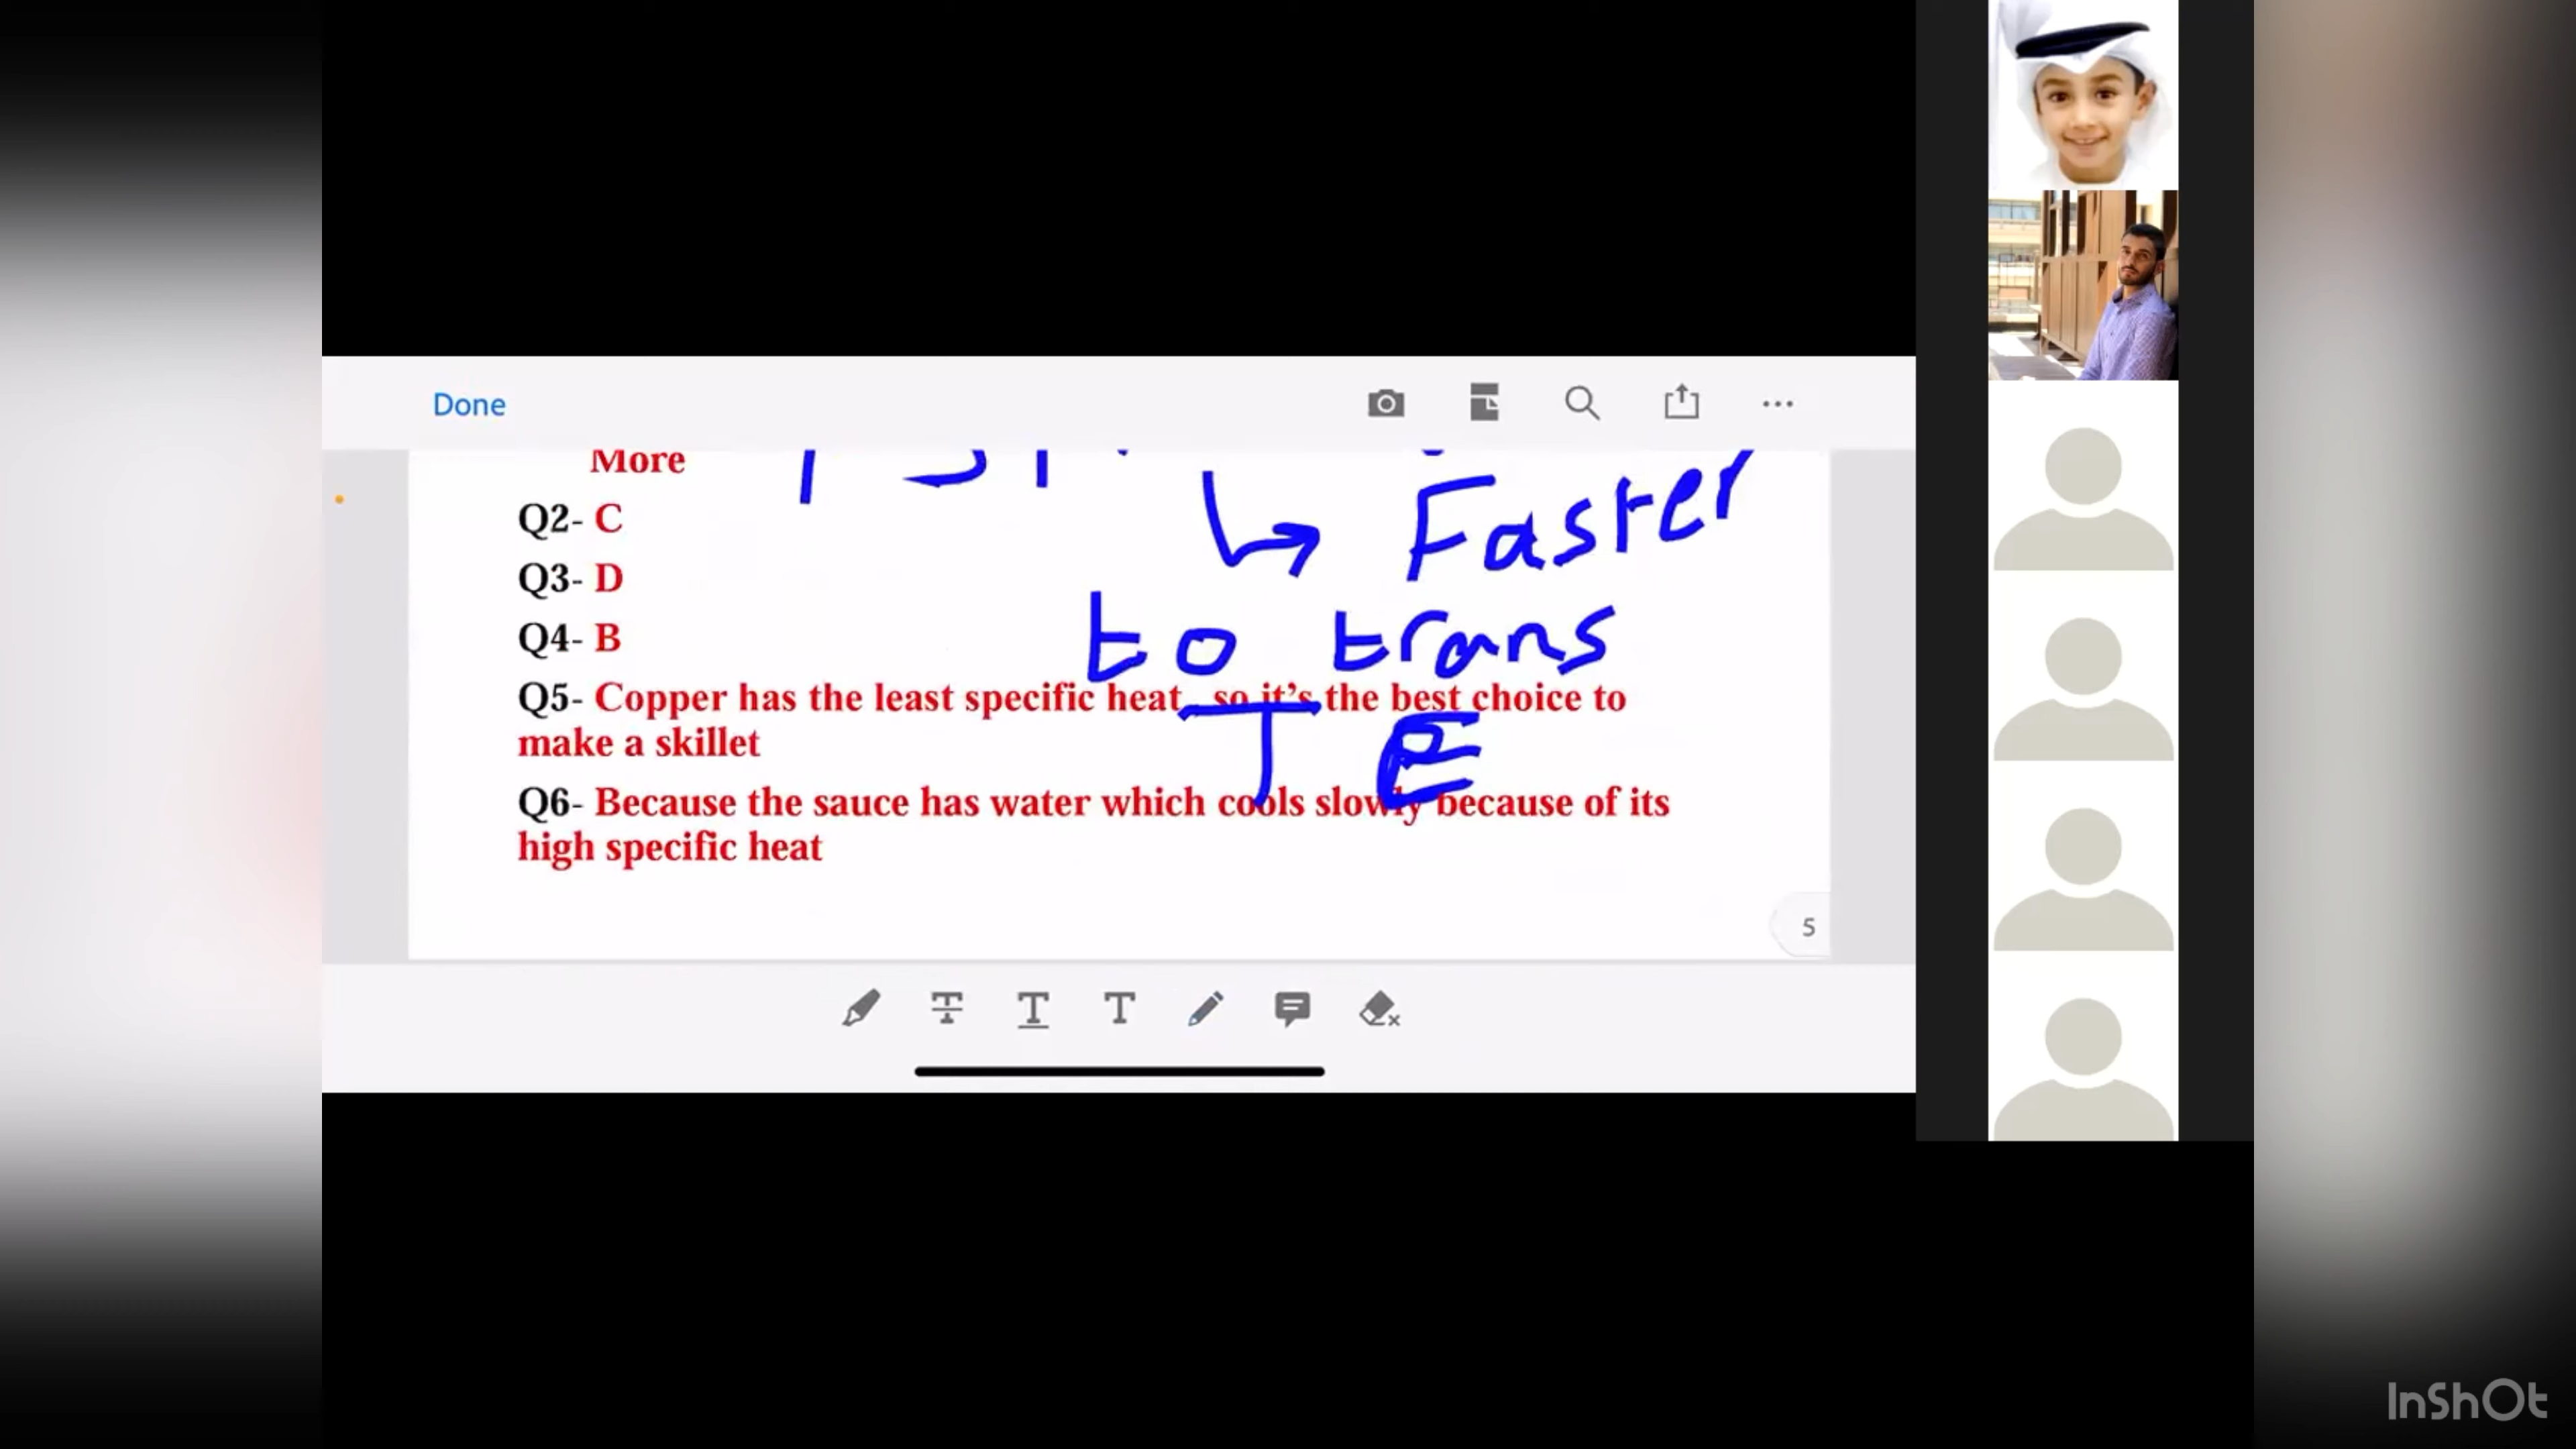 Done
More
Q2- C
Faster
Q3- D
to trans
Q4- B
Q5- Copper has the least specific heat, so it's the best choice to
make a skillet
T E
Q6- Because the sauce has water which cools slowly because of its
high specific heat
5
InShOt